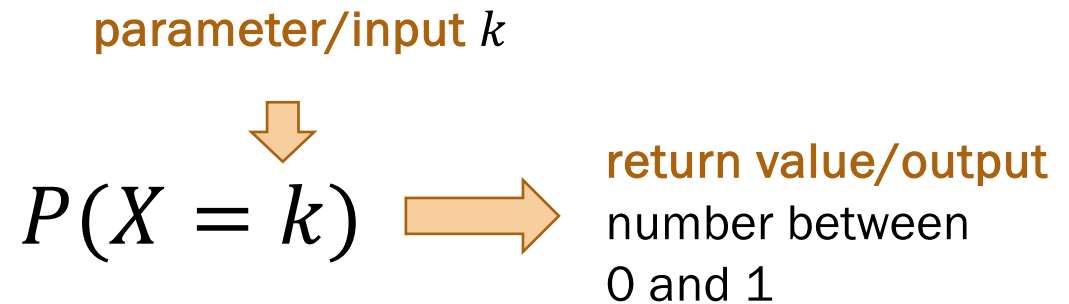 parameter/input k
P(X = k)
return value/output
number between
0 and 1